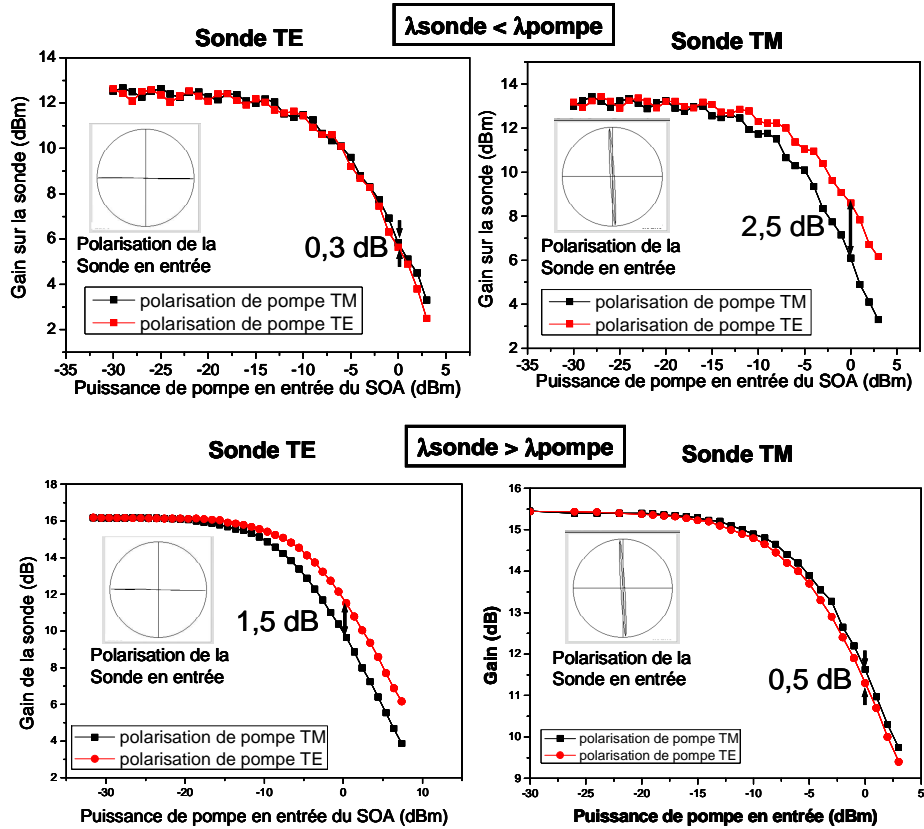 λsonde < λpompe
Sonde TE
Gain sur la sonde (dBm)
14
12
10
8
6
4
2
Polarisation de la
Sonde en entrée
0,3 dB
polarisation de pompe TM
polarisation de pompe TE
-35 -30 -25 -20 -15 -10 -5 0 5
Puissance de pompe en entrée du SOA (dBm)
Sonde TM
Gain sur la sonde (dBm)
14
12
10
8
6
4
2
Polarisation de la
Sonde en entrée
2,5 dB
polarisation de pompe TM
polarisation de pompe TE
-35 -30 -25 -20 -15 -10 -5 0 5
Puissance de pompe en entrée du SOA (dBm)
λsonde > λpompe
Sonde TE
Gain de la sonde (dB)
18
16
14
12
10
8
6
4
2
Polarisation de la
Sonde en entrée
1,5 dB
polarisation de pompe TM
polarisation de pompe TE
-30 -20 -10 0 10
Puissance de pompe en entrée du SOA (dBm)
Sonde TM
Gain (dB)
16
15
14
13
12
11
10
9
Polarisation de la
Sonde en entrée
0,5 dB
polarisation de pompe TM
polarisation de pompe TE
-30 -25 -20 -15 -10 -5 0 5
Puissance de pompe en entrée (dBm)